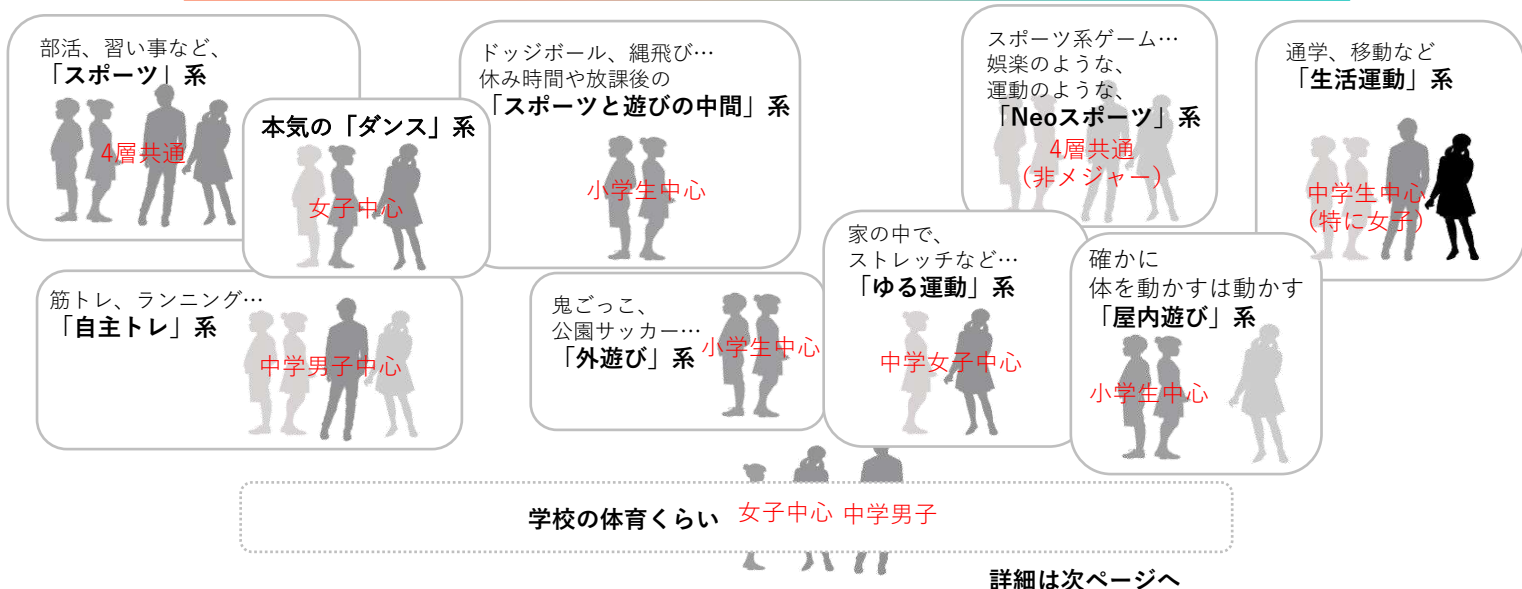 部活、習い事など、
「スポーツ」系
4層共通
本気の「ダンス」系
女子中心
ドッジボール、縄飛び…
休み時間や放課後の
「スポーツと遊びの中間」系
小学生中心
スポーツ系ゲーム…
娯楽のような、
運動のような、
「Neoスポーツ」系
4層共通
（非メジャー）
通学、移動など
「生活運動」系
中学生中心
（特に女子）
筋トレ、ランニング…
「自主トレ」系
中学男子中心
鬼ごっこ、
公園サッカー…
「外遊び」系
小学生中心
家の中で、
ストレッチなど…
「ゆる運動」系
中学女子中心
確かに
体を動かすは動かす
「屋内遊び」系
小学生中心
学校の体育くらい 女子中心 中学男子
詳細は次ページへ